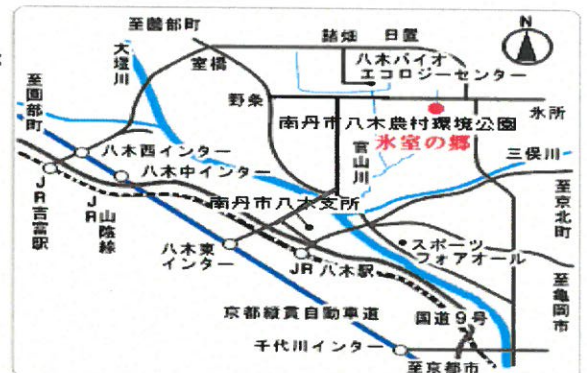 至園部町
諸畑
日置
大堰川
室橋
八木バイオ
エコロジーセンター
至園部町
野条
氷所
南丹市八木農村環境公園
氷室の郷
官山川
三俣川
八木西インター
八木中インター
JR吉富駅
JR山陰線
南丹市八木支所
至京北町
八木東
インター
JR八木駅
スポーツ
フォアオール
至亀岡市
京都縦貫自動車道
国道9号
千代川インター
至京都市
N